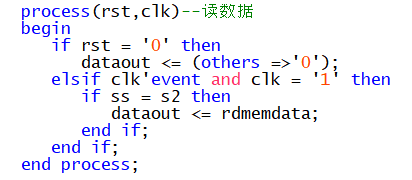 process(rst,clk)--读数据
begin
    if rst = '0' then
        dataout <= (others =>'0');
    elsif clk'event and clk = '1' then
        if ss = s2 then
            dataout <= rdmemdata;
        end if;
    end if;
end process;